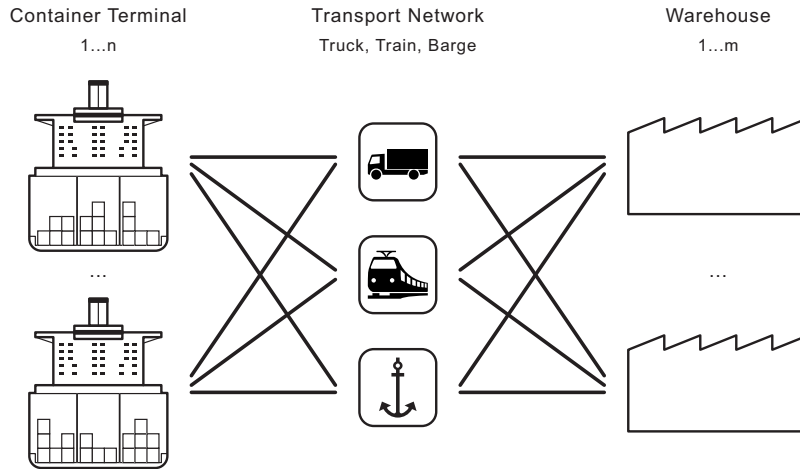 Container Terminal
1...n
Transport Network
Truck, Train, Barge
Warehouse
1...m
...
...